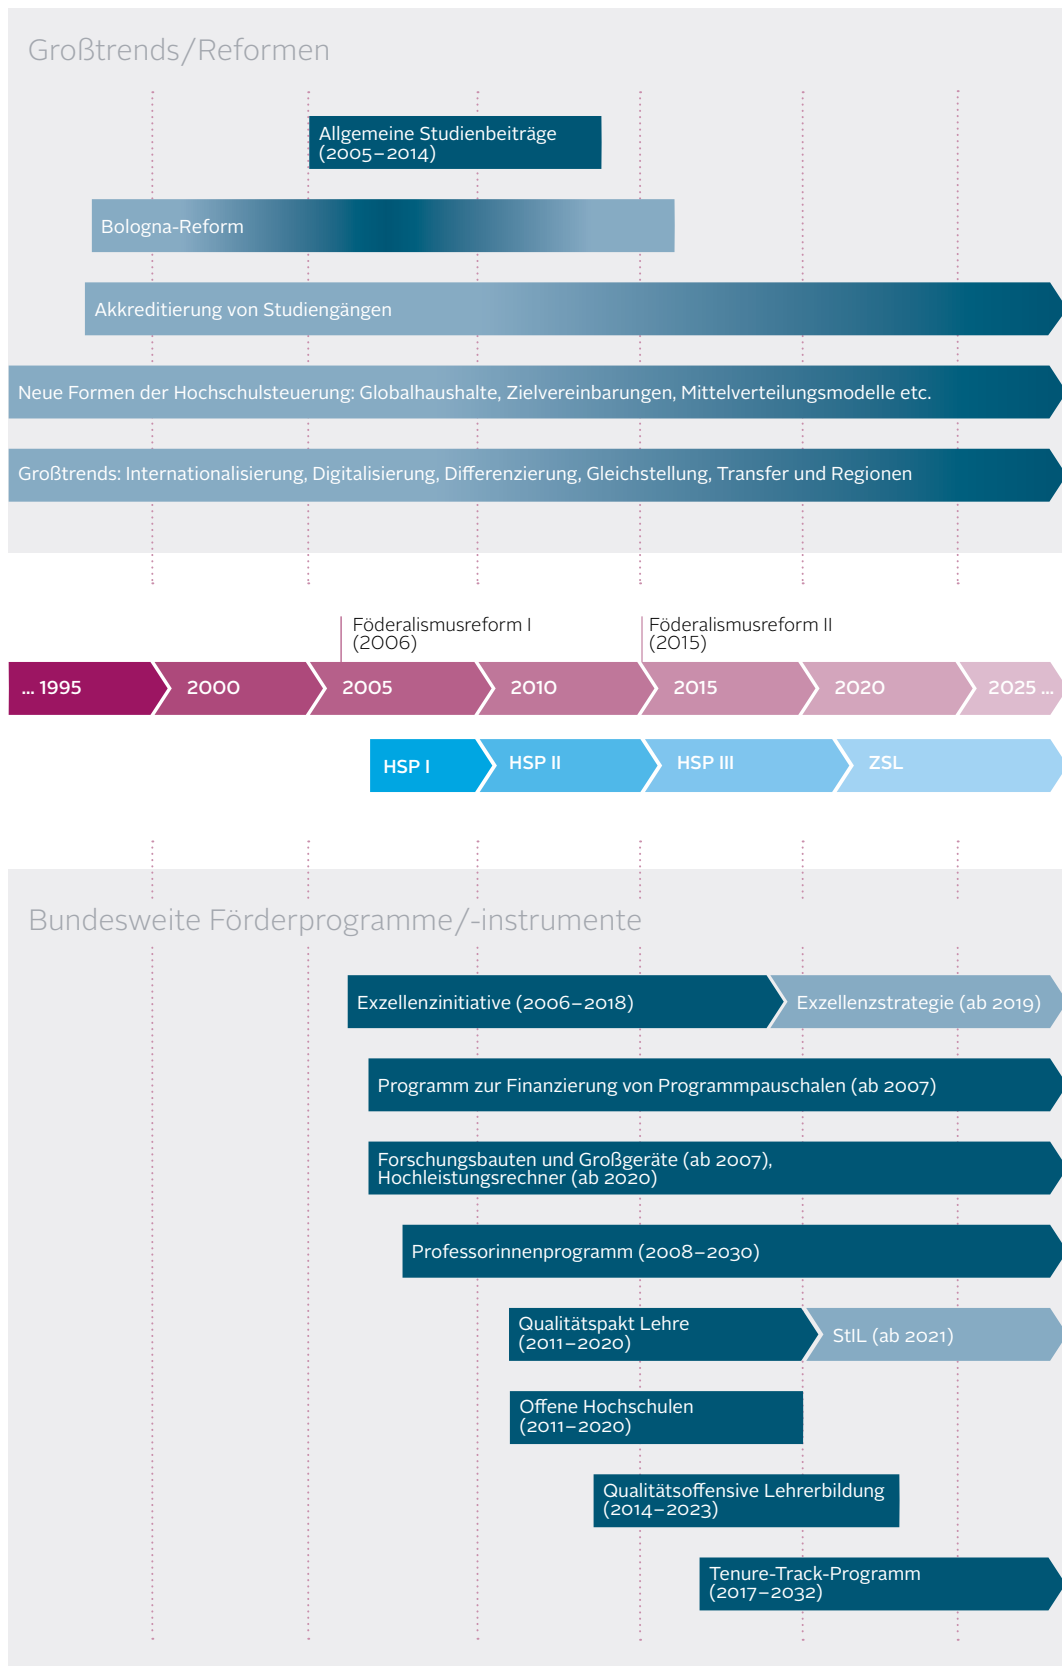 Großtrends/Reformen
Allgemeine Studienbeiträge
(2005–2014)
Bologna-Reform
Akkreditierung von Studiengängen
Neue Formen der Hochschulsteuerung: Globalhaushalte, Zielvereinbarungen, Mittelverteilungsmodelle etc.
Großtrends: Internationalisierung, Digitalisierung, Differenzierung, Gleichstellung, Transfer und Regionen
Föderalismusreform I
(2006)
Föderalismusreform II
(2015)
... 1995
2000
2005
2010
2015
2020
2025 ...
HSP I
HSP II
HSP III
ZSL
Bundesweite Förderprogramme/-instrumente
Exzellenzinitiative (2006–2018)
Exzellenzstrategie (ab 2019)
Programm zur Finanzierung von Programmpauschalen (ab 2007)
Forschungsbauten und Großgeräte (ab 2007),
Hochleistungsrechner (ab 2020)
Professorinnenprogramm (2008–2030)
Qualitätspakt Lehre
(2011–2020)
StIL (ab 2021)
Offene Hochschulen
(2011–2020)
Qualitätsoffensive Lehrerbildung
(2014–2023)
Tenure-Track-Programm
(2017–2032)